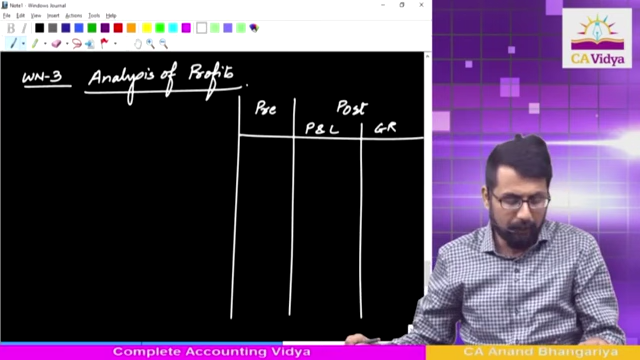 Note1 - Windows Journal
File Edit View Insert Actions Tools Help
B I
CA Vidya
WN-3 Analysis of Profits.
Pre Post
P&L GR
Complete Accounting Vidya CA Anand Bhangariya